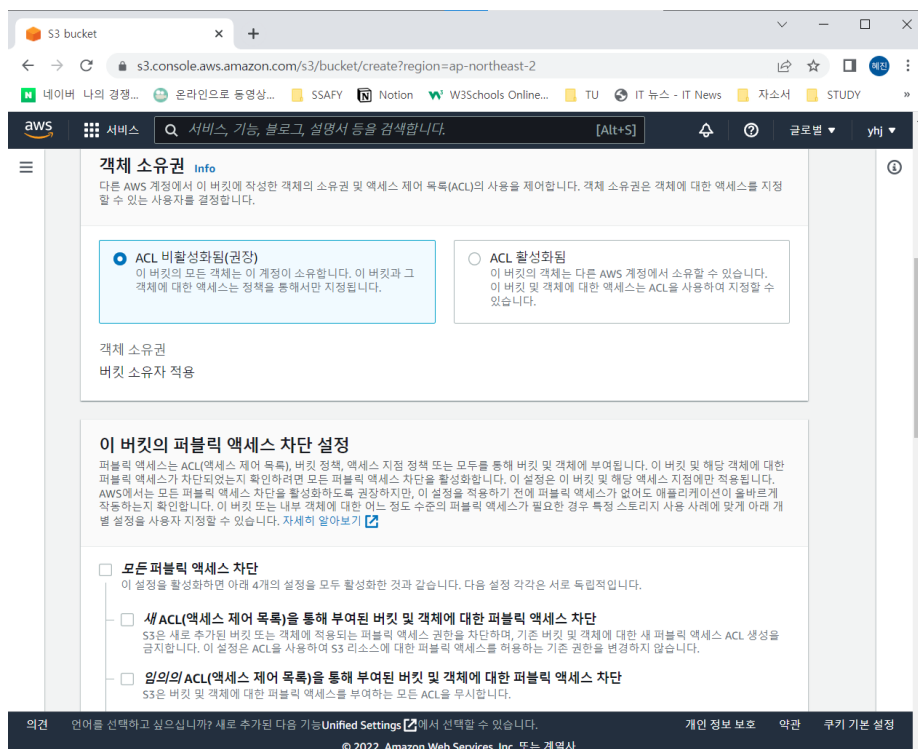 S3 bucket
s3.console.aws.amazon.com/s3/bucket/create?region=ap-northeast-2
혜진
네이버 나의 경쟁...
온라인으로 동영상...
SSAFY
Notion
W3Schools Online...
TU
IT 뉴스 - IT News
자소서
STUDY
»
aws
서비스
서비스, 기능, 블로그, 설명서 등을 검색합니다.
[Alt+S]
글로벌 ▼
yhj ▼
객체 소유권 Info
다른 AWS 계정에서 이 버킷에 작성한 객체의 소유권 및 액세스 제어 목록(ACL)의 사용을 제어합니다. 객체 소유권은 객체에 대한 액세스를 지정
할 수 있는 사용자를 결정합니다.
ACL 비활성화됨(권장)
이 버킷의 모든 객체는 이 계정이 소유합니다. 이 버킷과 그
객체에 대한 액세스는 정책을 통해서만 지정됩니다.
ACL 활성화됨
이 버킷의 객체는 다른 AWS 계정에서 소유할 수 있습니다.
이 버킷 및 객체에 대한 액세스는 ACL을 사용하여 지정할 수
있습니다.
객체 소유권
버킷 소유자 적용
이 버킷의 퍼블릭 액세스 차단 설정
퍼블릭 액세스는 ACL(액세스 제어 목록), 버킷 정책, 액세스 지점 정책 또는 모두를 통해 버킷 및 객체에 부여됩니다. 이 버킷 및 해당 객체에 대한
퍼블릭 액세스가 차단되었는지 확인하려면 모든 퍼블릭 액세스 차단을 활성화합니다. 이 설정은 이 버킷 및 해당 액세스 지점에만 적용됩니다.
AWS에서는 모든 퍼블릭 액세스 차단을 활성화하도록 권장하지만, 이 설정을 적용하기 전에 퍼블릭 액세스가 없어도 애플리케이션이 올바르게
작동하는지 확인합니다. 이 버킷 또는 내부 객체에 대한 어느 정도 수준의 퍼블릭 액세스가 필요한 경우 특정 스토리지 사용 사례에 맞게 아래 개
별 설정을 사용자 지정할 수 있습니다. 자세히 알아보기
모든 퍼블릭 액세스 차단
이 설정을 활성화하면 아래 4개의 설정을 모두 활성화한 것과 같습니다. 다음 설정 각각은 서로 독립적입니다.
새 ACL(액세스 제어 목록)을 통해 부여된 버킷 및 객체에 대한 퍼블릭 액세스 차단
S3은 새로 추가된 버킷 또는 객체에 적용되는 퍼블릭 액세스 권한을 차단하며, 기존 버킷 및 객체에 대한 새 퍼블릭 액세스 ACL 생성을
금지합니다. 이 설정은 ACL을 사용하여 S3 리소스에 대한 퍼블릭 액세스를 허용하는 기존 권한을 변경하지 않습니다.
임의의 ACL(액세스 제어 목록)을 통해 부여된 버킷 및 객체에 대한 퍼블릭 액세스 차단
S3은 버킷 및 객체에 대한 퍼블릭 액세스를 부여하는 모든 ACL을 무시합니다.
의견
언어를 선택하고 싶으십니까? 새로 추가된 다음 기능Unified Settings에서 선택할 수 있습니다.
개인 정보 보호
약관
쿠키 기본 설정
© 2022, Amazon Web Services, Inc. 또는 계열사